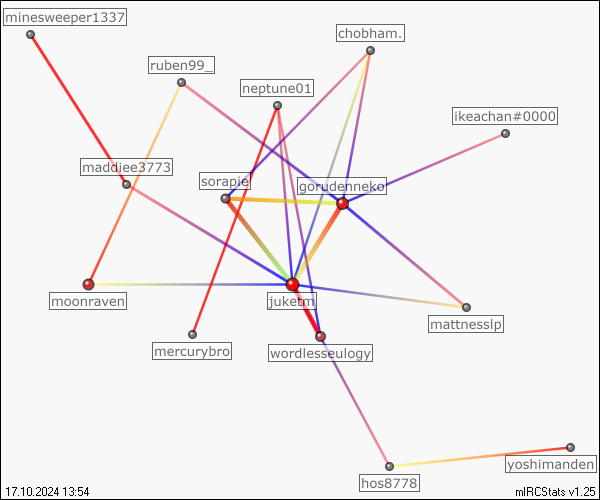 minesweeper1337
chobham.
ruben99_
neptune01
ikeachan#0000
maddiee3773
sorapie
gorudenneko
moonraven
juketm
mattnesslp
mercurybro
wordlesseulogy
yoshimanden
hos8778
17.10.2024 13:54
mIRCStats v1.25